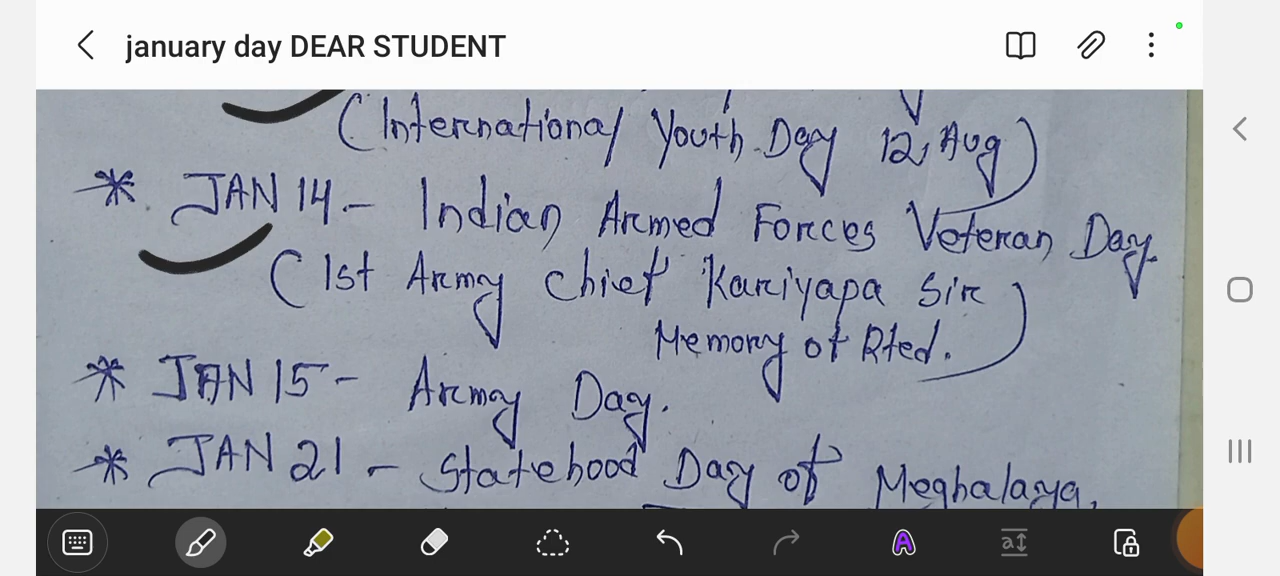 january day DEAR STUDENT
(International Youth Day 12, Aug)
* JAN 14 - Indian Armed Forces Veteran Day.
(1st Army Chief Kariyapa Sir
Memory of Rted.)
* JAN 15 - Army Day.
* JAN 21 - Statehood Day of Meghalaya,